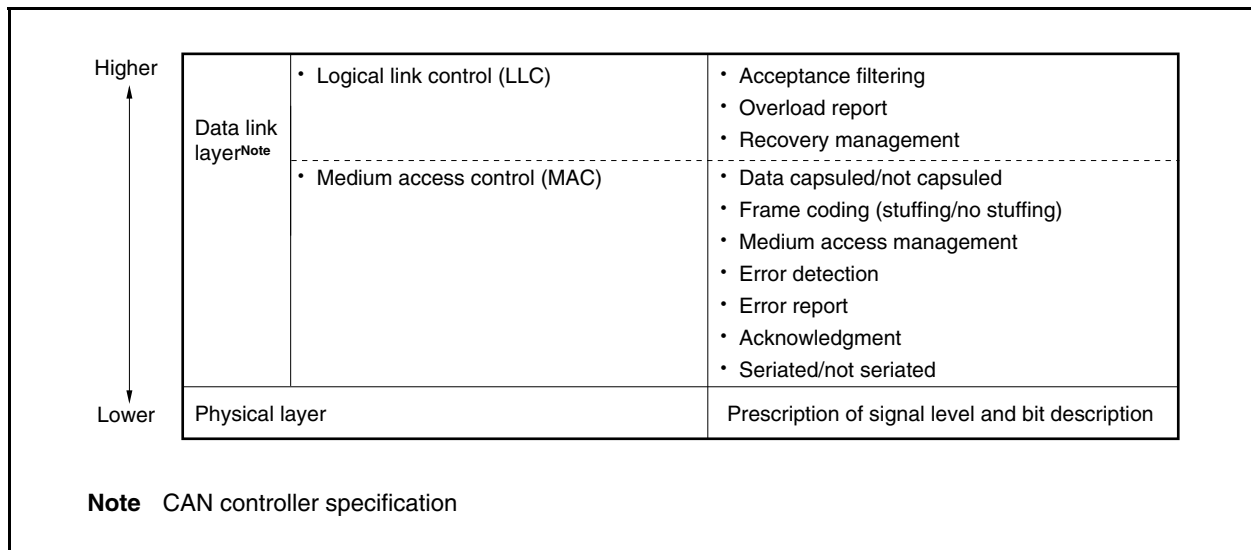 Higher
Data link
layerNote
• Logical link control (LLC)
• Acceptance filtering
• Overload report
• Recovery management
• Medium access control (MAC)
• Data capsuled/not capsuled
• Frame coding (stuffing/no stuffing)
• Medium access management
• Error detection
• Error report
• Acknowledgment
• Seriated/not seriated
Lower
Physical layer
Prescription of signal level and bit description
Note CAN controller specification